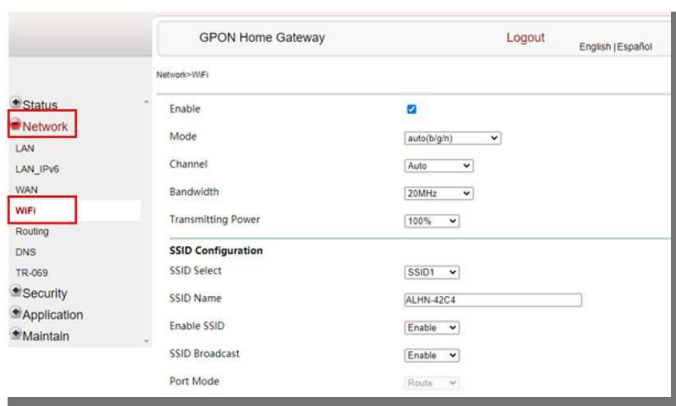 GPON Home Gateway
Logout
English |Español
Network>WiFi
Status
Network
LAN
LAN_IPv6
WAN
WiFi
Routing
DNS
TR-069
Security
Application
Maintain
Enable
Mode auto(b/g/n)
Channel Auto
Bandwidth 20MHz
Transmitting Power 100%
SSID Configuration
SSID Select SSID1
SSID Name ALHN-42C4
Enable SSID Enable
SSID Broadcast Enable
Port Mode Route